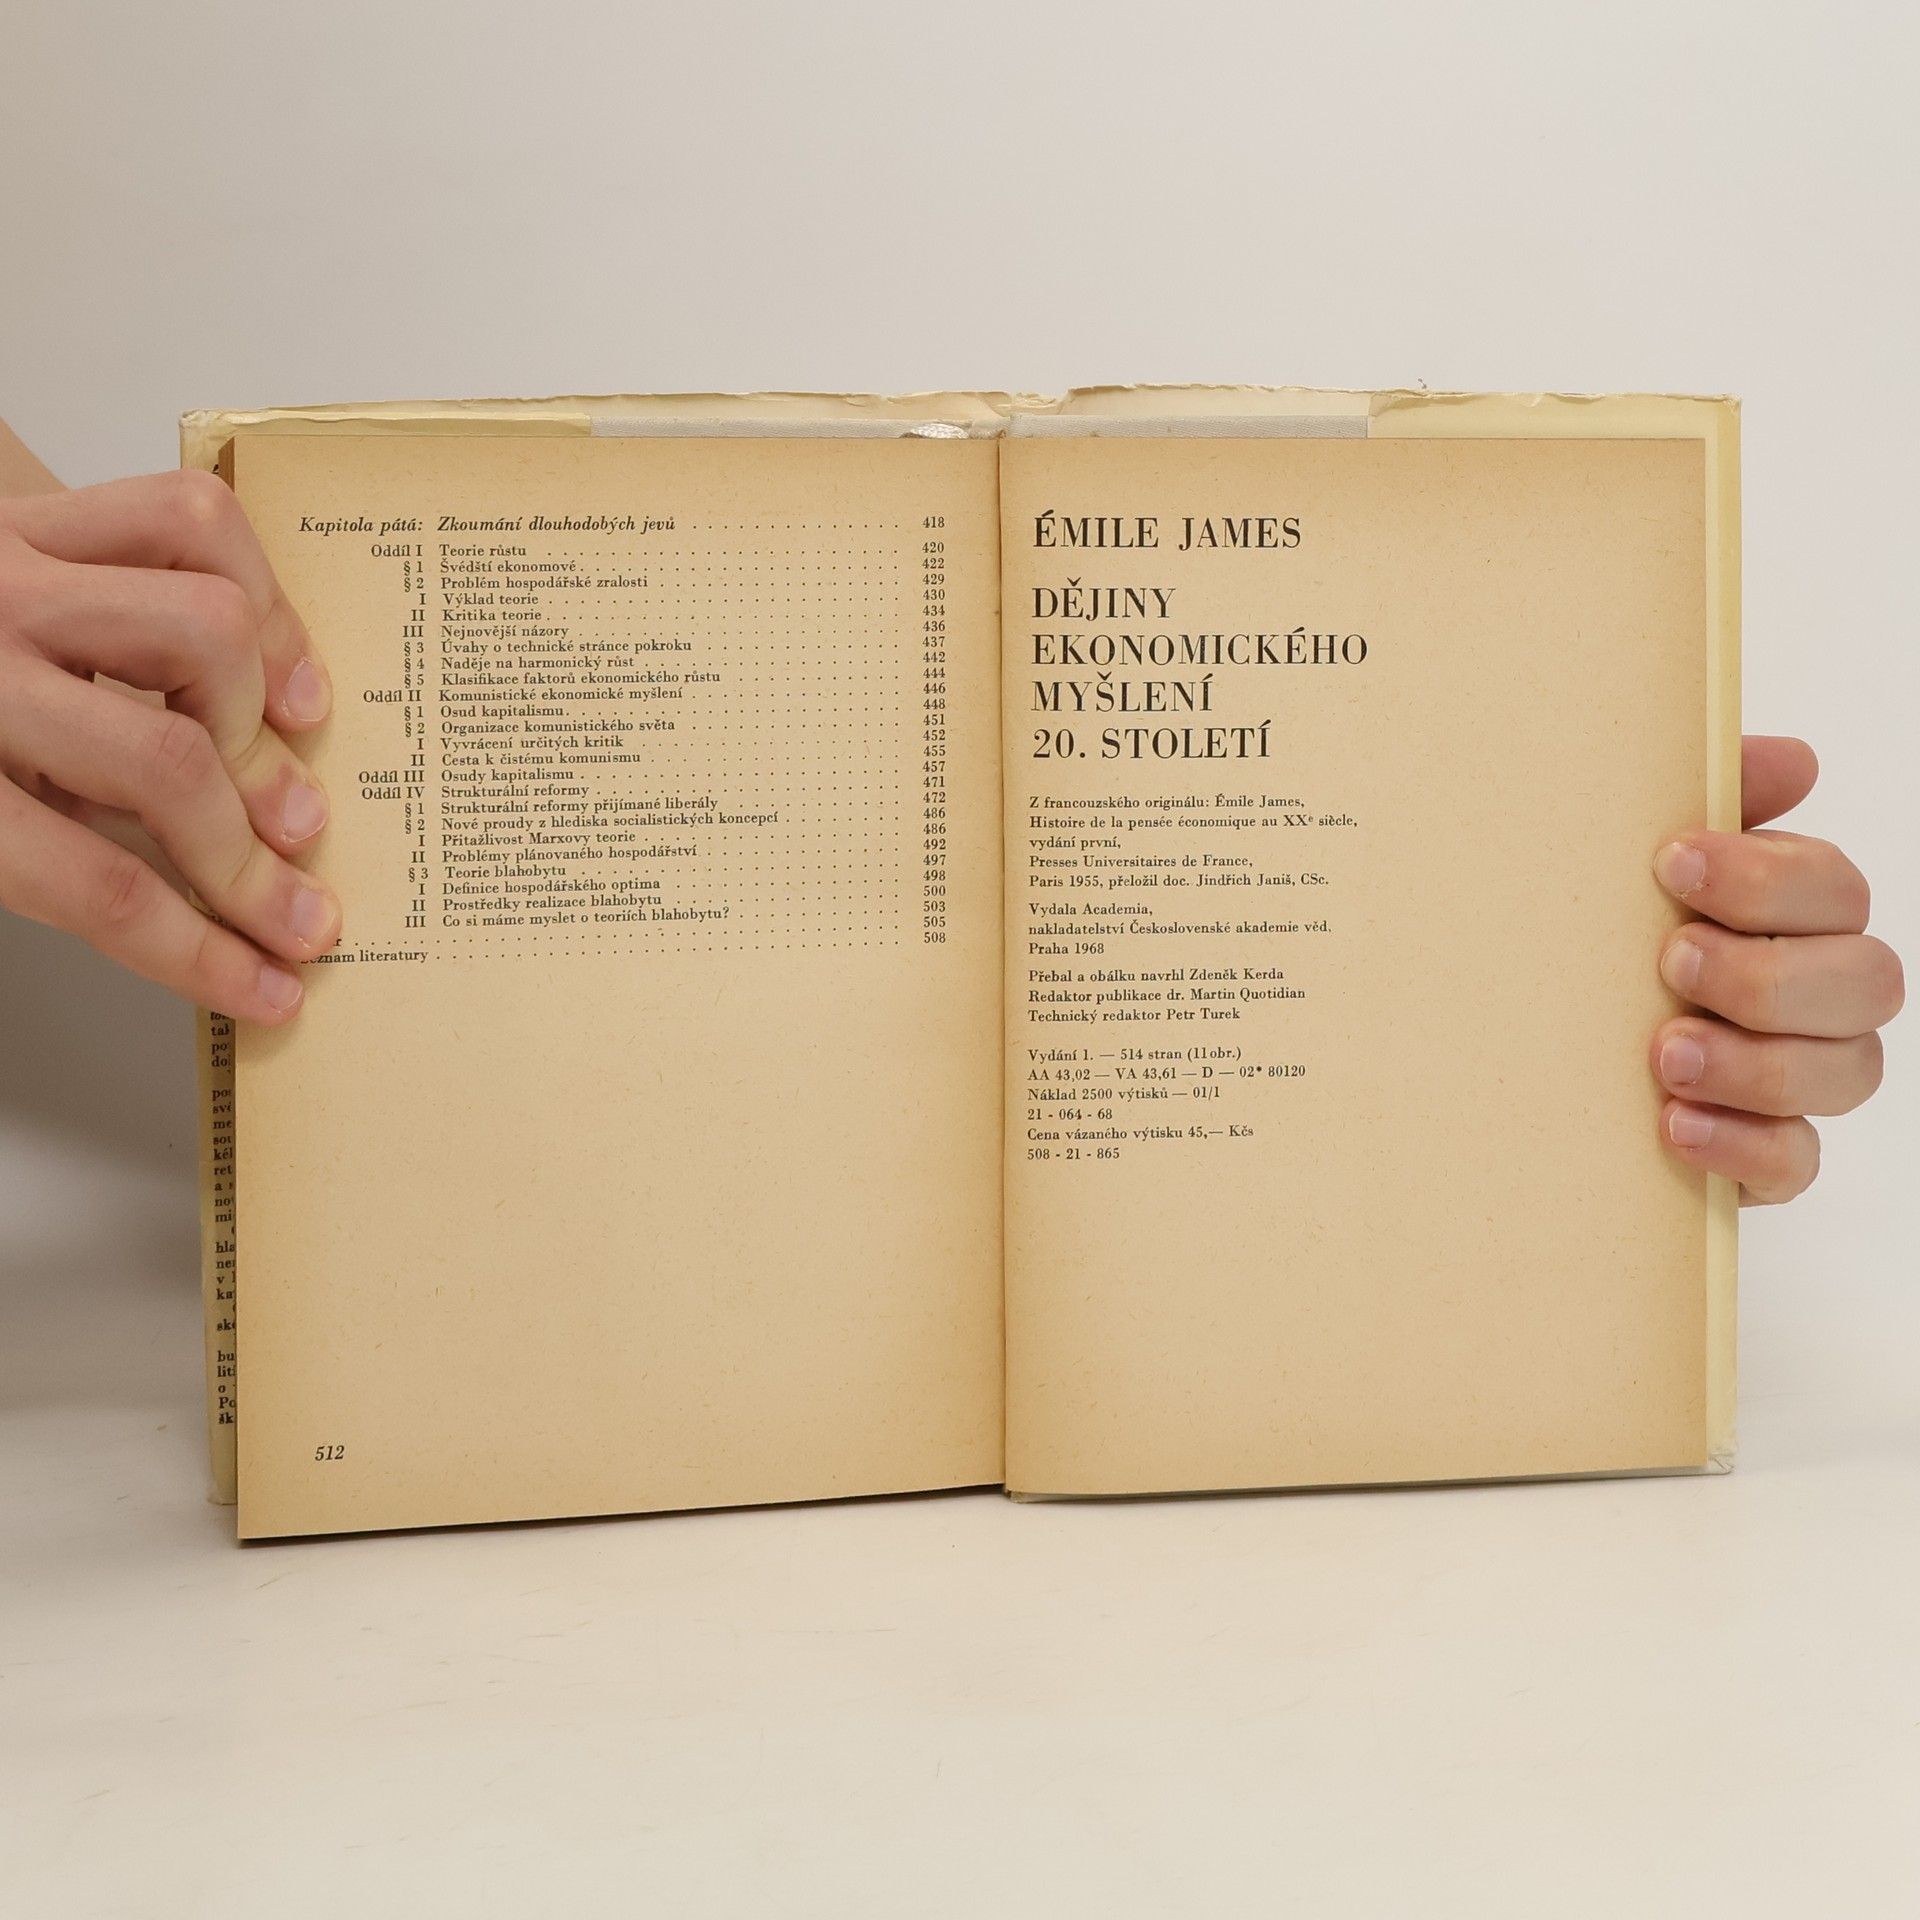 Kapitola pátá: Zkoumání dlouhodobých jevů . . . . . . . . . . . . . . 418
Oddíl I Teorie růstu . . . . . . . . . . . . . . . . . . . . . . . 420
§ 1 Švédští ekonomové . . . . . . . . . . . . . . . . . . . . . 422
§ 2 Problém hospodářské zralosti . . . . . . . . . . . . . . . . 429
I Výklad teorie . . . . . . . . . . . . . . . . . . . . . . . 430
II Kritika teorie . . . . . . . . . . . . . . . . . . . . . . . 434
III Nejnovější názory . . . . . . . . . . . . . . . . . . . . . 436
§ 3 Úvahy o technické stránce pokroku . . . . . . . . . . . . . 437
§ 4 Naděje na harmonický růst . . . . . . . . . . . . . . . . . 442
§ 5 Klasifikace faktorů ekonomického růstu . . . . . . . . . . . 444
Oddíl II Komunistické ekonomické myšlení . . . . . . . . . . . . . . 446
§ 1 Osud kapitalismu . . . . . . . . . . . . . . . . . . . . . . 448
§ 2 Organizace komunistického světa . . . . . . . . . . . . . . 451
I Vyvrácení určitých kritik . . . . . . . . . . . . . . . . . 452
II Cesta k čistému komunismu . . . . . . . . . . . . . . . . . 455
Oddíl III Osudy kapitalismu . . . . . . . . . . . . . . . . . . . . . 457
Oddíl IV Strukturální reformy . . . . . . . . . . . . . . . . . . . . 471
§ 1 Strukturální reformy přijímané liberály . . . . . . . . . . . 472
§ 2 Nové proudy z hlediska socialistických koncepcí . . . . . . . . 486
I Přitažlivost Marxovy teorie . . . . . . . . . . . . . . . . . 486
II Problémy plánovaného hospodářství . . . . . . . . . . . . . 492
§ 3 Teorie blahobytu . . . . . . . . . . . . . . . . . . . . . . 497
I Definice hospodářského optima . . . . . . . . . . . . . . . 498
II Prostředky realizace blahobytu . . . . . . . . . . . . . . . 500
III Co si máme myslet o teoriích blahobytu? . . . . . . . . . . . 503
. . . . . . . . . . . . . . . . . . . . . . . . . . . . . . 505
Seznam literatury . . . . . . . . . . . . . . . . . . . . . . . . . 508
512
ÉMILE JAMES
DĚJINY
EKONOMICKÉHO
MYŠLENÍ
20. STOLETÍ
Z francouzského originálu: Émile James,
Histoire de la pensée économique au XXᵉ siècle,
vydání první,
Presses Universitaires de France,
Paris 1955, přeložil doc. Jindřich Janiš, CSc.
Vydala Academia,
nakladatelství Československé akademie věd,
Praha 1968
Přebal a obálku navrhl Zdeněk Kerda
Redaktor publikace dr. Martin Quotidian
Technický redaktor Petr Turek
Vydání 1. — 514 stran (11 obr.)
AA 43,02 — VA 43,61 — D — 02* 80120
Náklad 2500 výtisků — 01/1
21 - 064 - 68
Cena vázaného výtisku 45,— Kčs
508 - 21 - 865